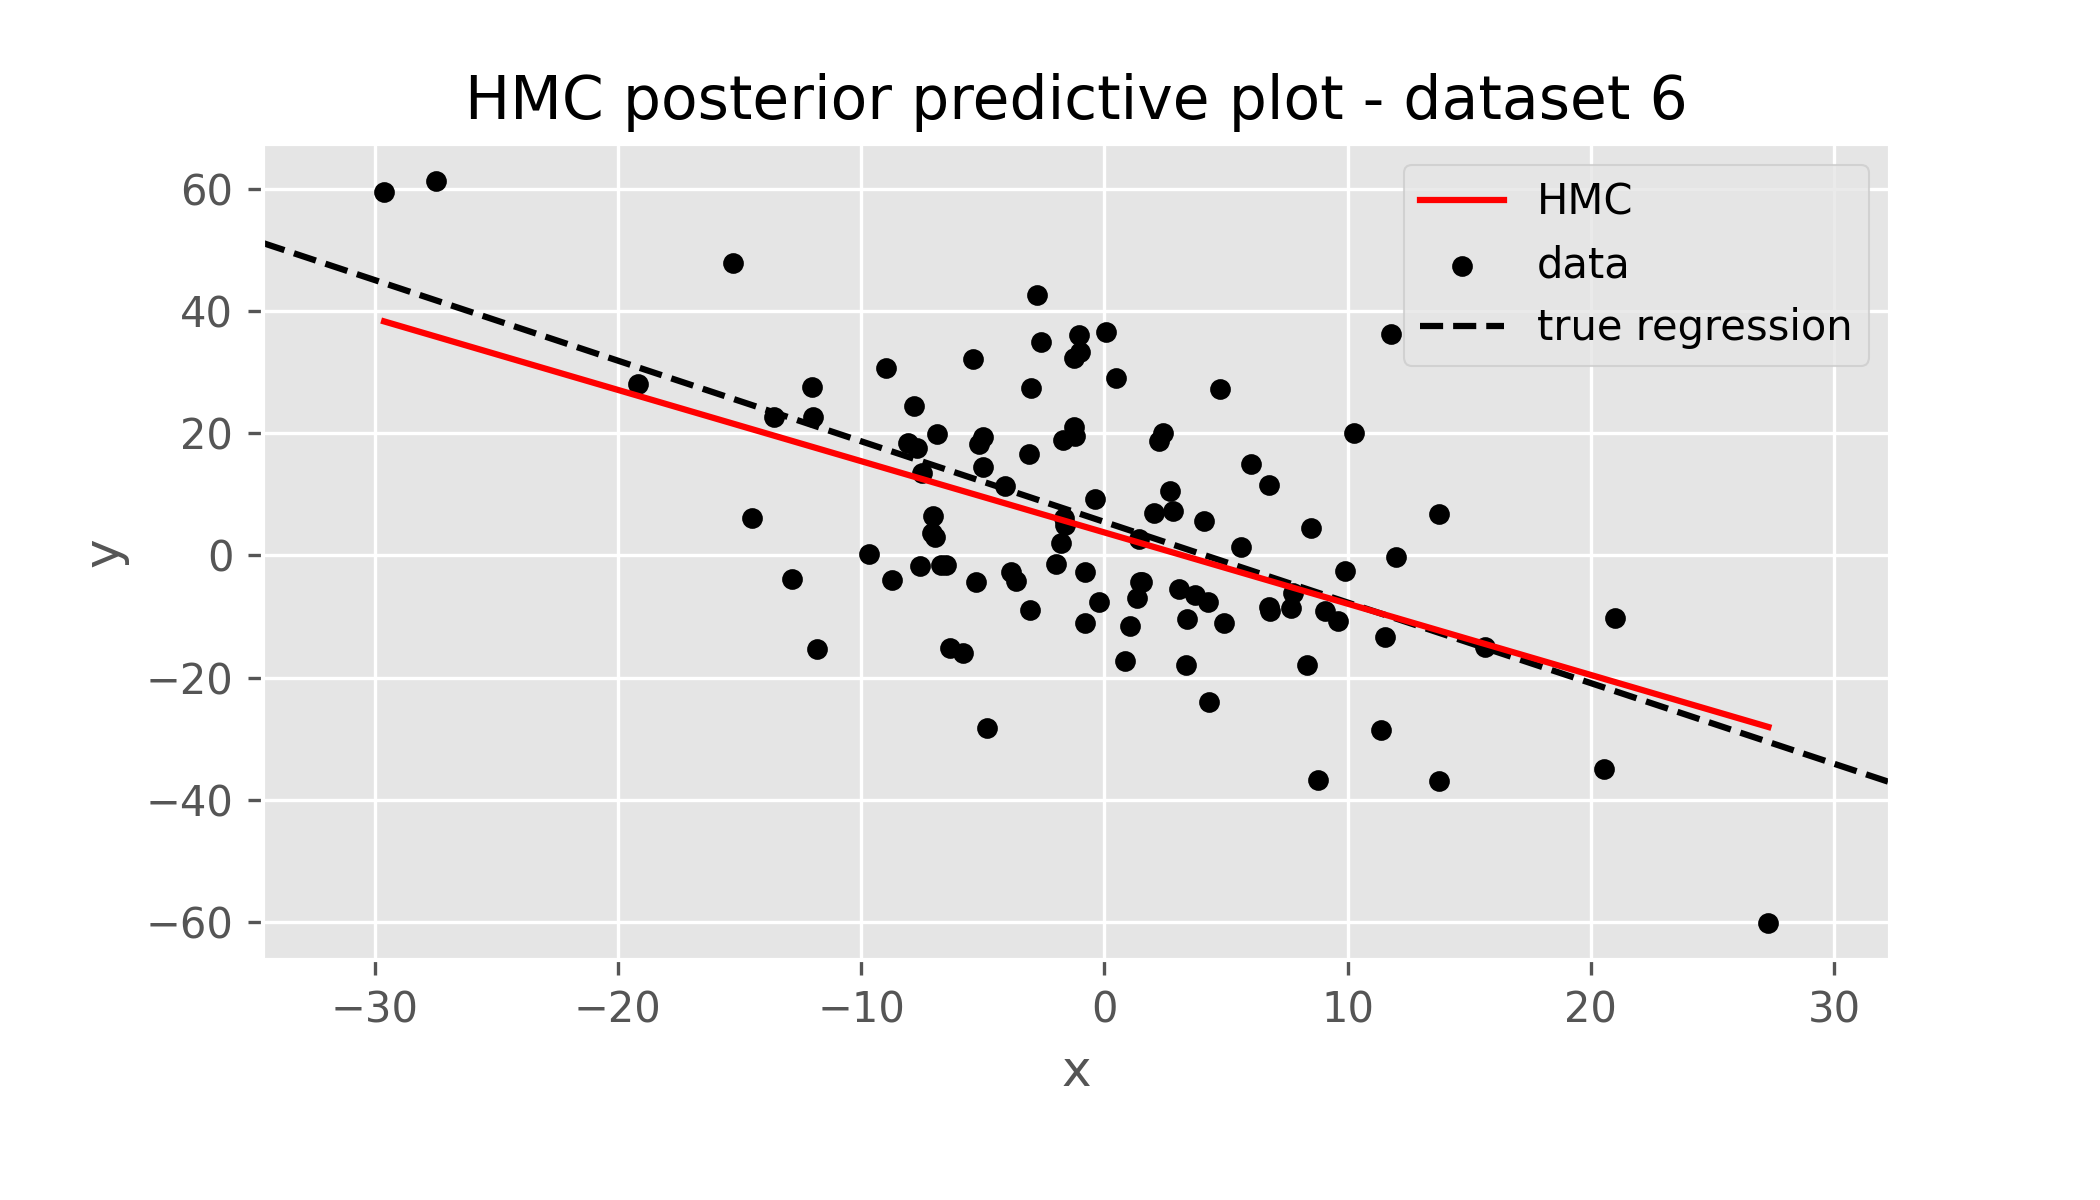 HMC posterior predictive plot - dataset 6
HMC
data
true regression
60
40
20
0
−20
−40
−60
y
−30 −20 −10 0 10 20 30
x